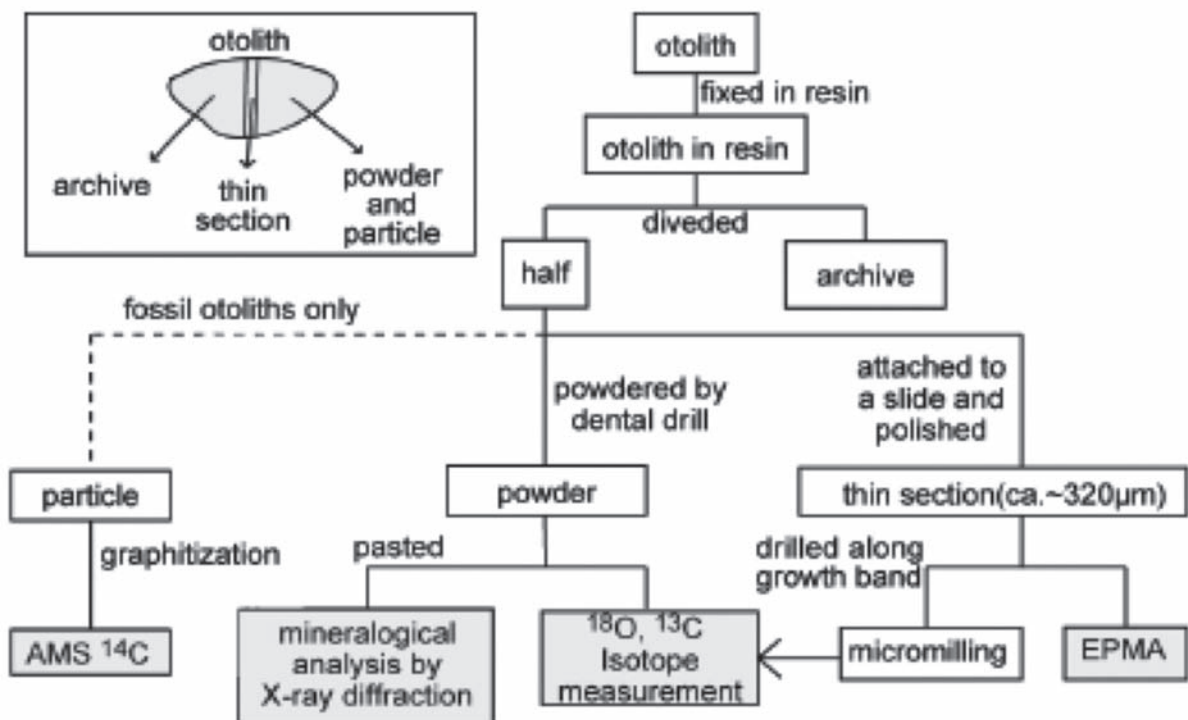 otolith
archive
thin
section
powder
and
particle
otolith
fixed in resin
otolith in resin
diveded
half
archive
fossil otoliths only
powdered by
dental drill
attached to
a slide and
polished
particle
powder
thin section(ca.~320μm)
graphitization
pasted
drilled along
growth band
AMS ¹⁴C
mineralogical
analysis by
X-ray diffraction
¹⁸O, ¹³C
Isotope
measurement
micromilling
EPMA